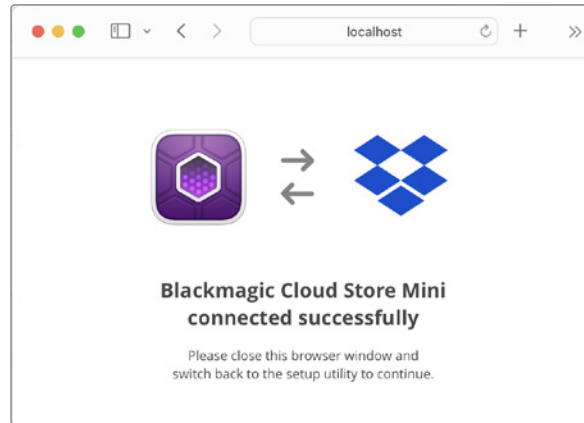 localhost
Blackmagic Cloud Store Mini
connected successfully
Please close this browser window and
switch back to the setup utility to continue.